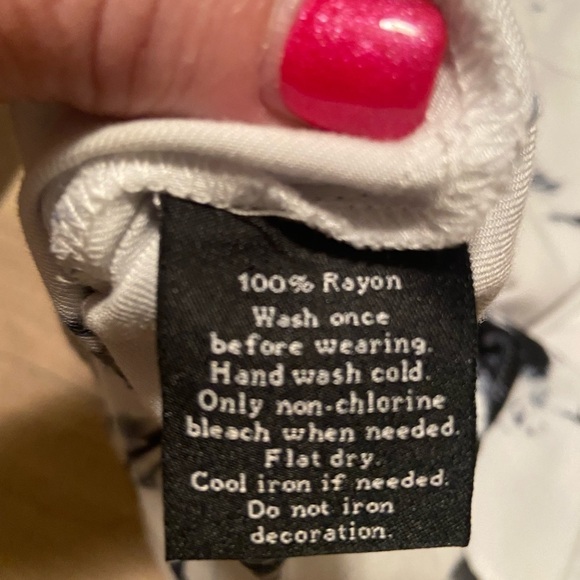 100% Rayon
Wash once
before wearing.
Hand wash cold.
Only non-chlorine
bleach when needed.
Flat dry.
Cool iron if needed.
Do not iron
decoration.